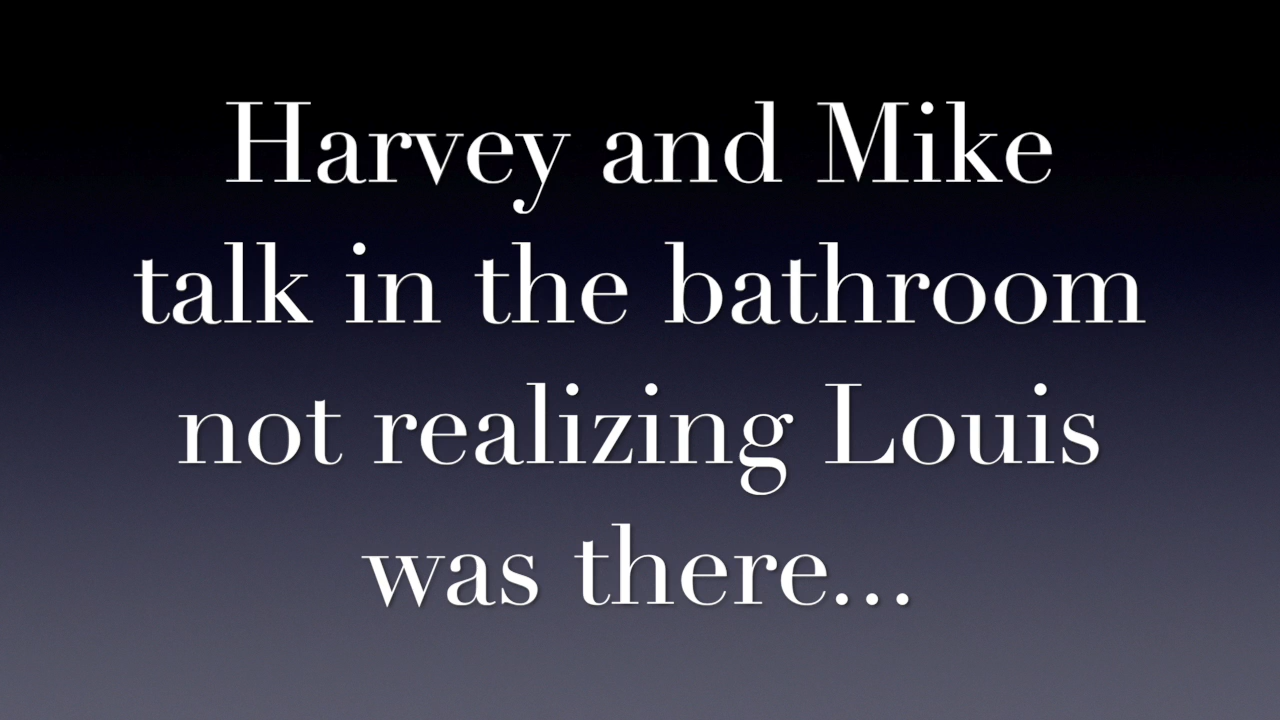 Harvey and Mike
talk in the bathroom
not realizing Louis
was there...